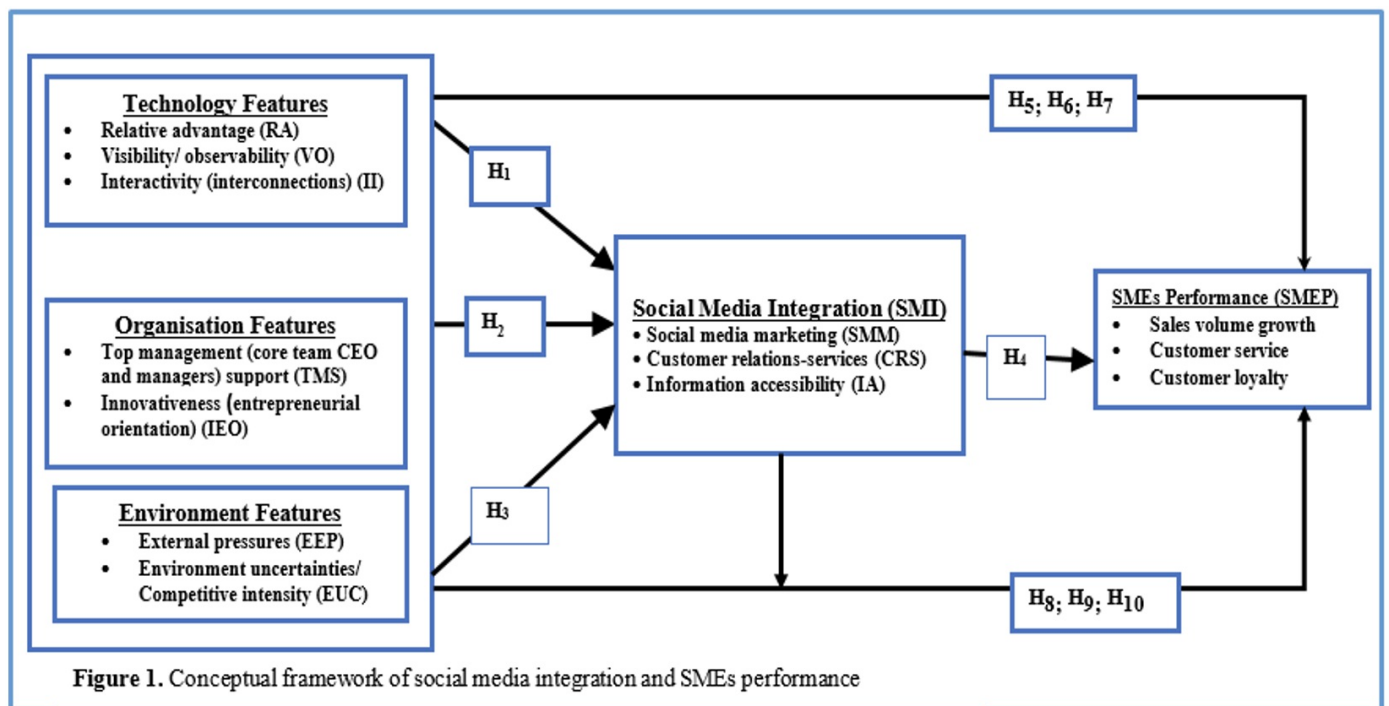 Technology Features
• Relative advantage (RA)
• Visibility/ observability (VO)
• Interactivity (interconnections) (II)
Organisation Features
• Top management (core team CEO
and managers) support (TMS)
• Innovativeness (entrepreneurial
orientation) (IEO)
Environment Features
• External pressures (EEP)
• Environment uncertainties/
Competitive intensity (EUC)
H1
H2
H3
Social Media Integration (SMI)
• Social media marketing (SMM)
• Customer relations-services (CRS)
• Information accessibility (IA)
H4
H5; H6; H7
SMEs Performance (SMEP)
• Sales volume growth
• Customer service
• Customer loyalty
H8; H9; H10
Figure 1. Conceptual framework of social media integration and SMEs performance